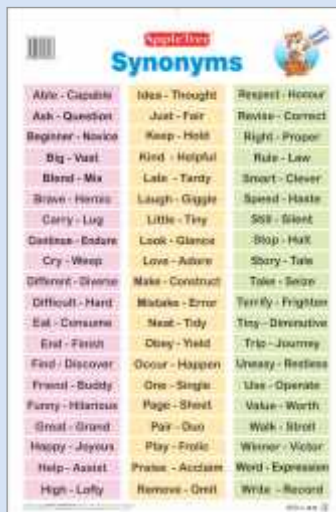 AppleTree
Synonyms
Able - Capable
Ask - Question
Beginner - Novice
Big - Vast
Blend - Mix
Brave - Heroic
Carry - Lug
Continue - Endure
Cry - Weep
Different - Diverse
Difficult - Hard
Eat - Consume
End - Finish
Find - Discover
Friend - Buddy
Funny - Hilarious
Great - Grand
Happy - Joyous
Help - Assist
High - Lofty
Idea - Thought
Just - Fair
Keep - Hold
Kind - Helpful
Late - Tardy
Laugh - Giggle
Little - Tiny
Look - Glance
Love - Adore
Make - Construct
Mistake - Error
Neat - Tidy
Obey - Yield
Occur - Happen
One - Single
Page - Sheet
Pair - Duo
Play - Frolic
Praise - Acclaim
Remove - Omit
Respect - Honour
Revise - Correct
Right - Proper
Rule - Law
Smart - Clever
Speed - Haste
Still - Silent
Stop - Halt
Story - Tale
Take - Seize
Terrify - Frighten
Tiny - Diminutive
Trip - Journey
Uneasy - Restless
Use - Operate
Value - Worth
Walk - Stroll
Winner - Victor
Word - Expression
Write - Record